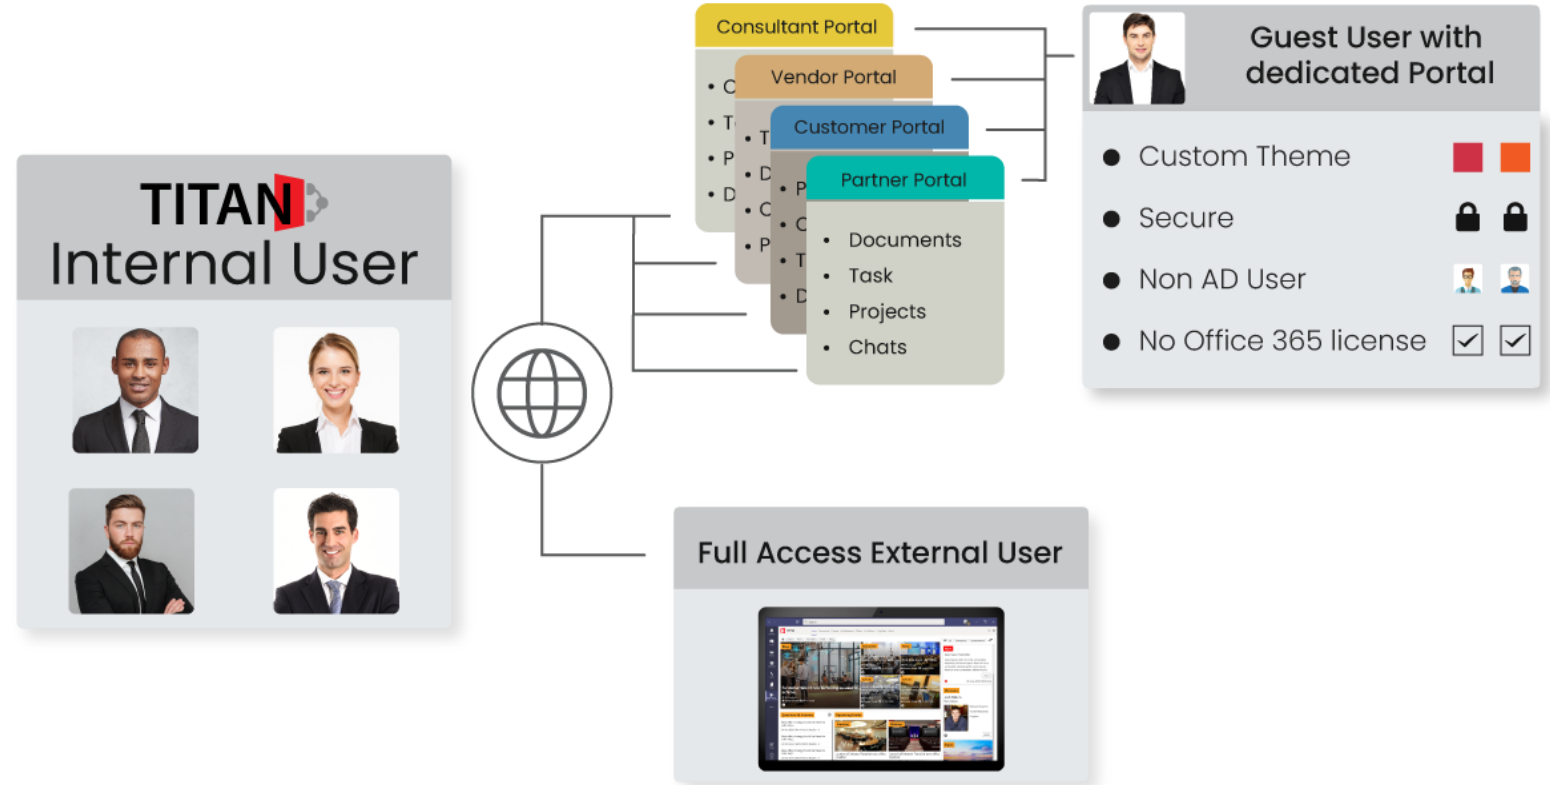 TITAN
Internal User
Consultant Portal
Vendor Portal
Customer Portal
Partner Portal
• Documents
• Task
• Projects
• Chats
Guest User with
dedicated Portal
● Custom Theme
● Secure
● Non AD User
● No Office 365 license
Full Access External User